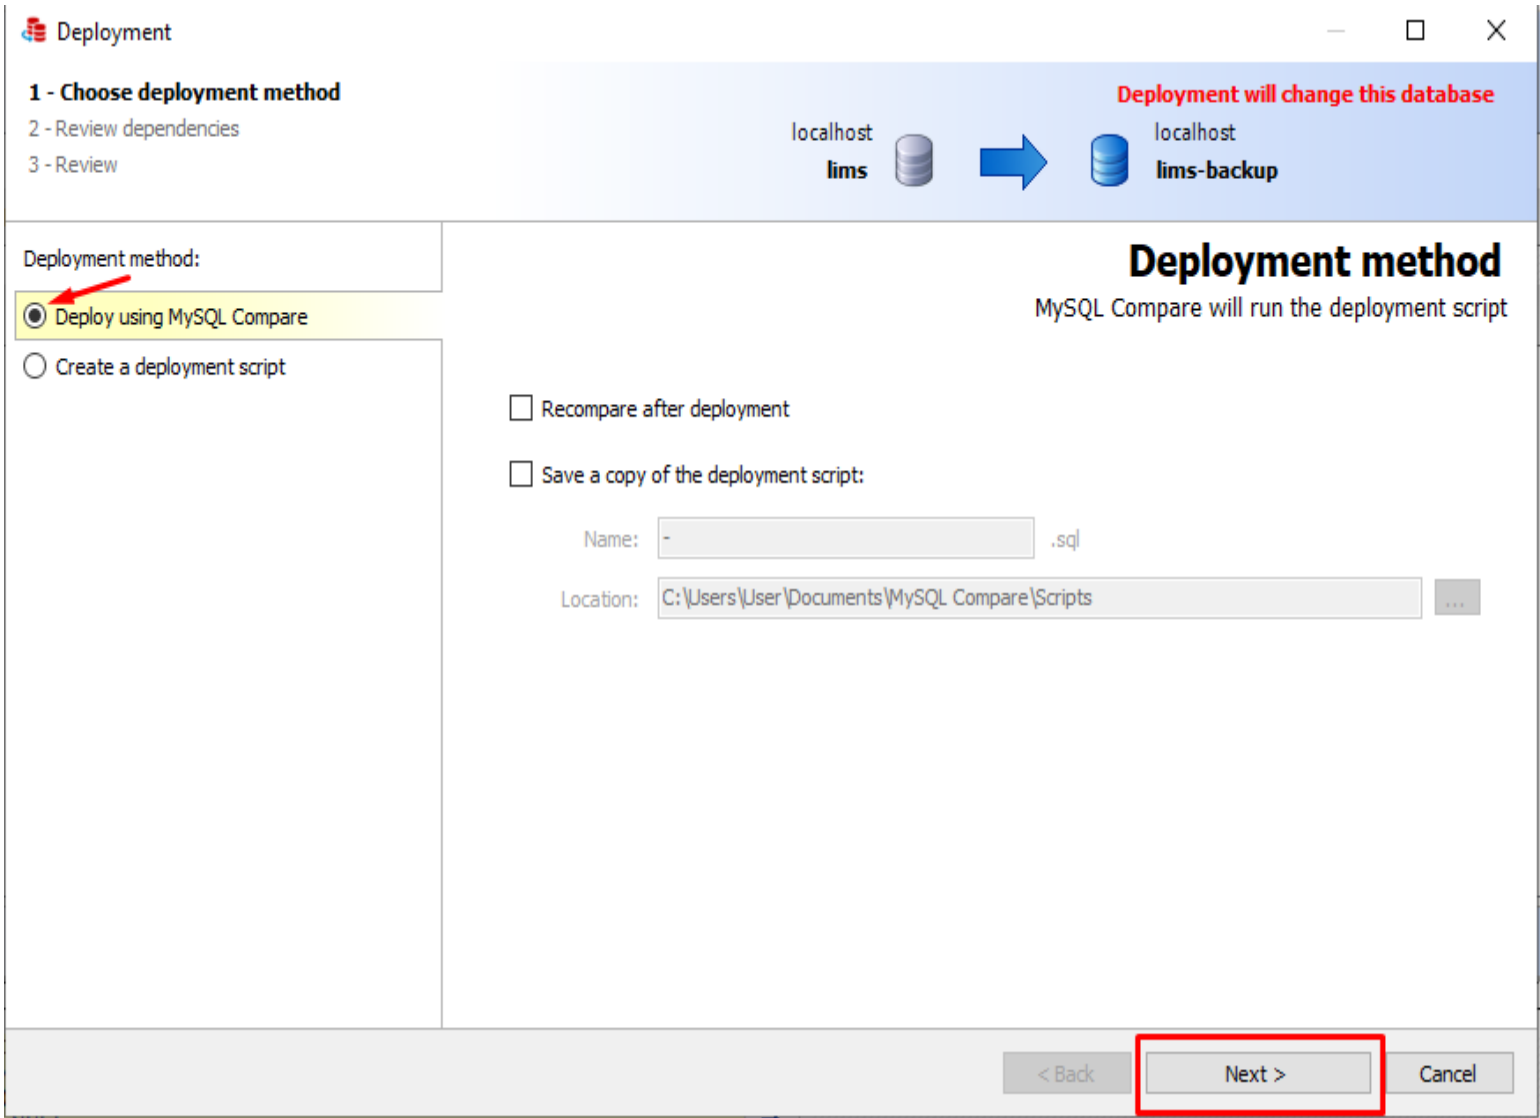 Deployment
1 - Choose deployment method
2 - Review dependencies
3 - Review
Deployment will change this database
localhost
lims
localhost
lims-backup
Deployment method:
Deploy using MySQL Compare
Create a deployment script
Deployment method
MySQL Compare will run the deployment script
Recompare after deployment
Save a copy of the deployment script:
Name: - .sql
Location: C:\Users\User\Documents\MySQL Compare\Scripts ...
< Back Next > Cancel